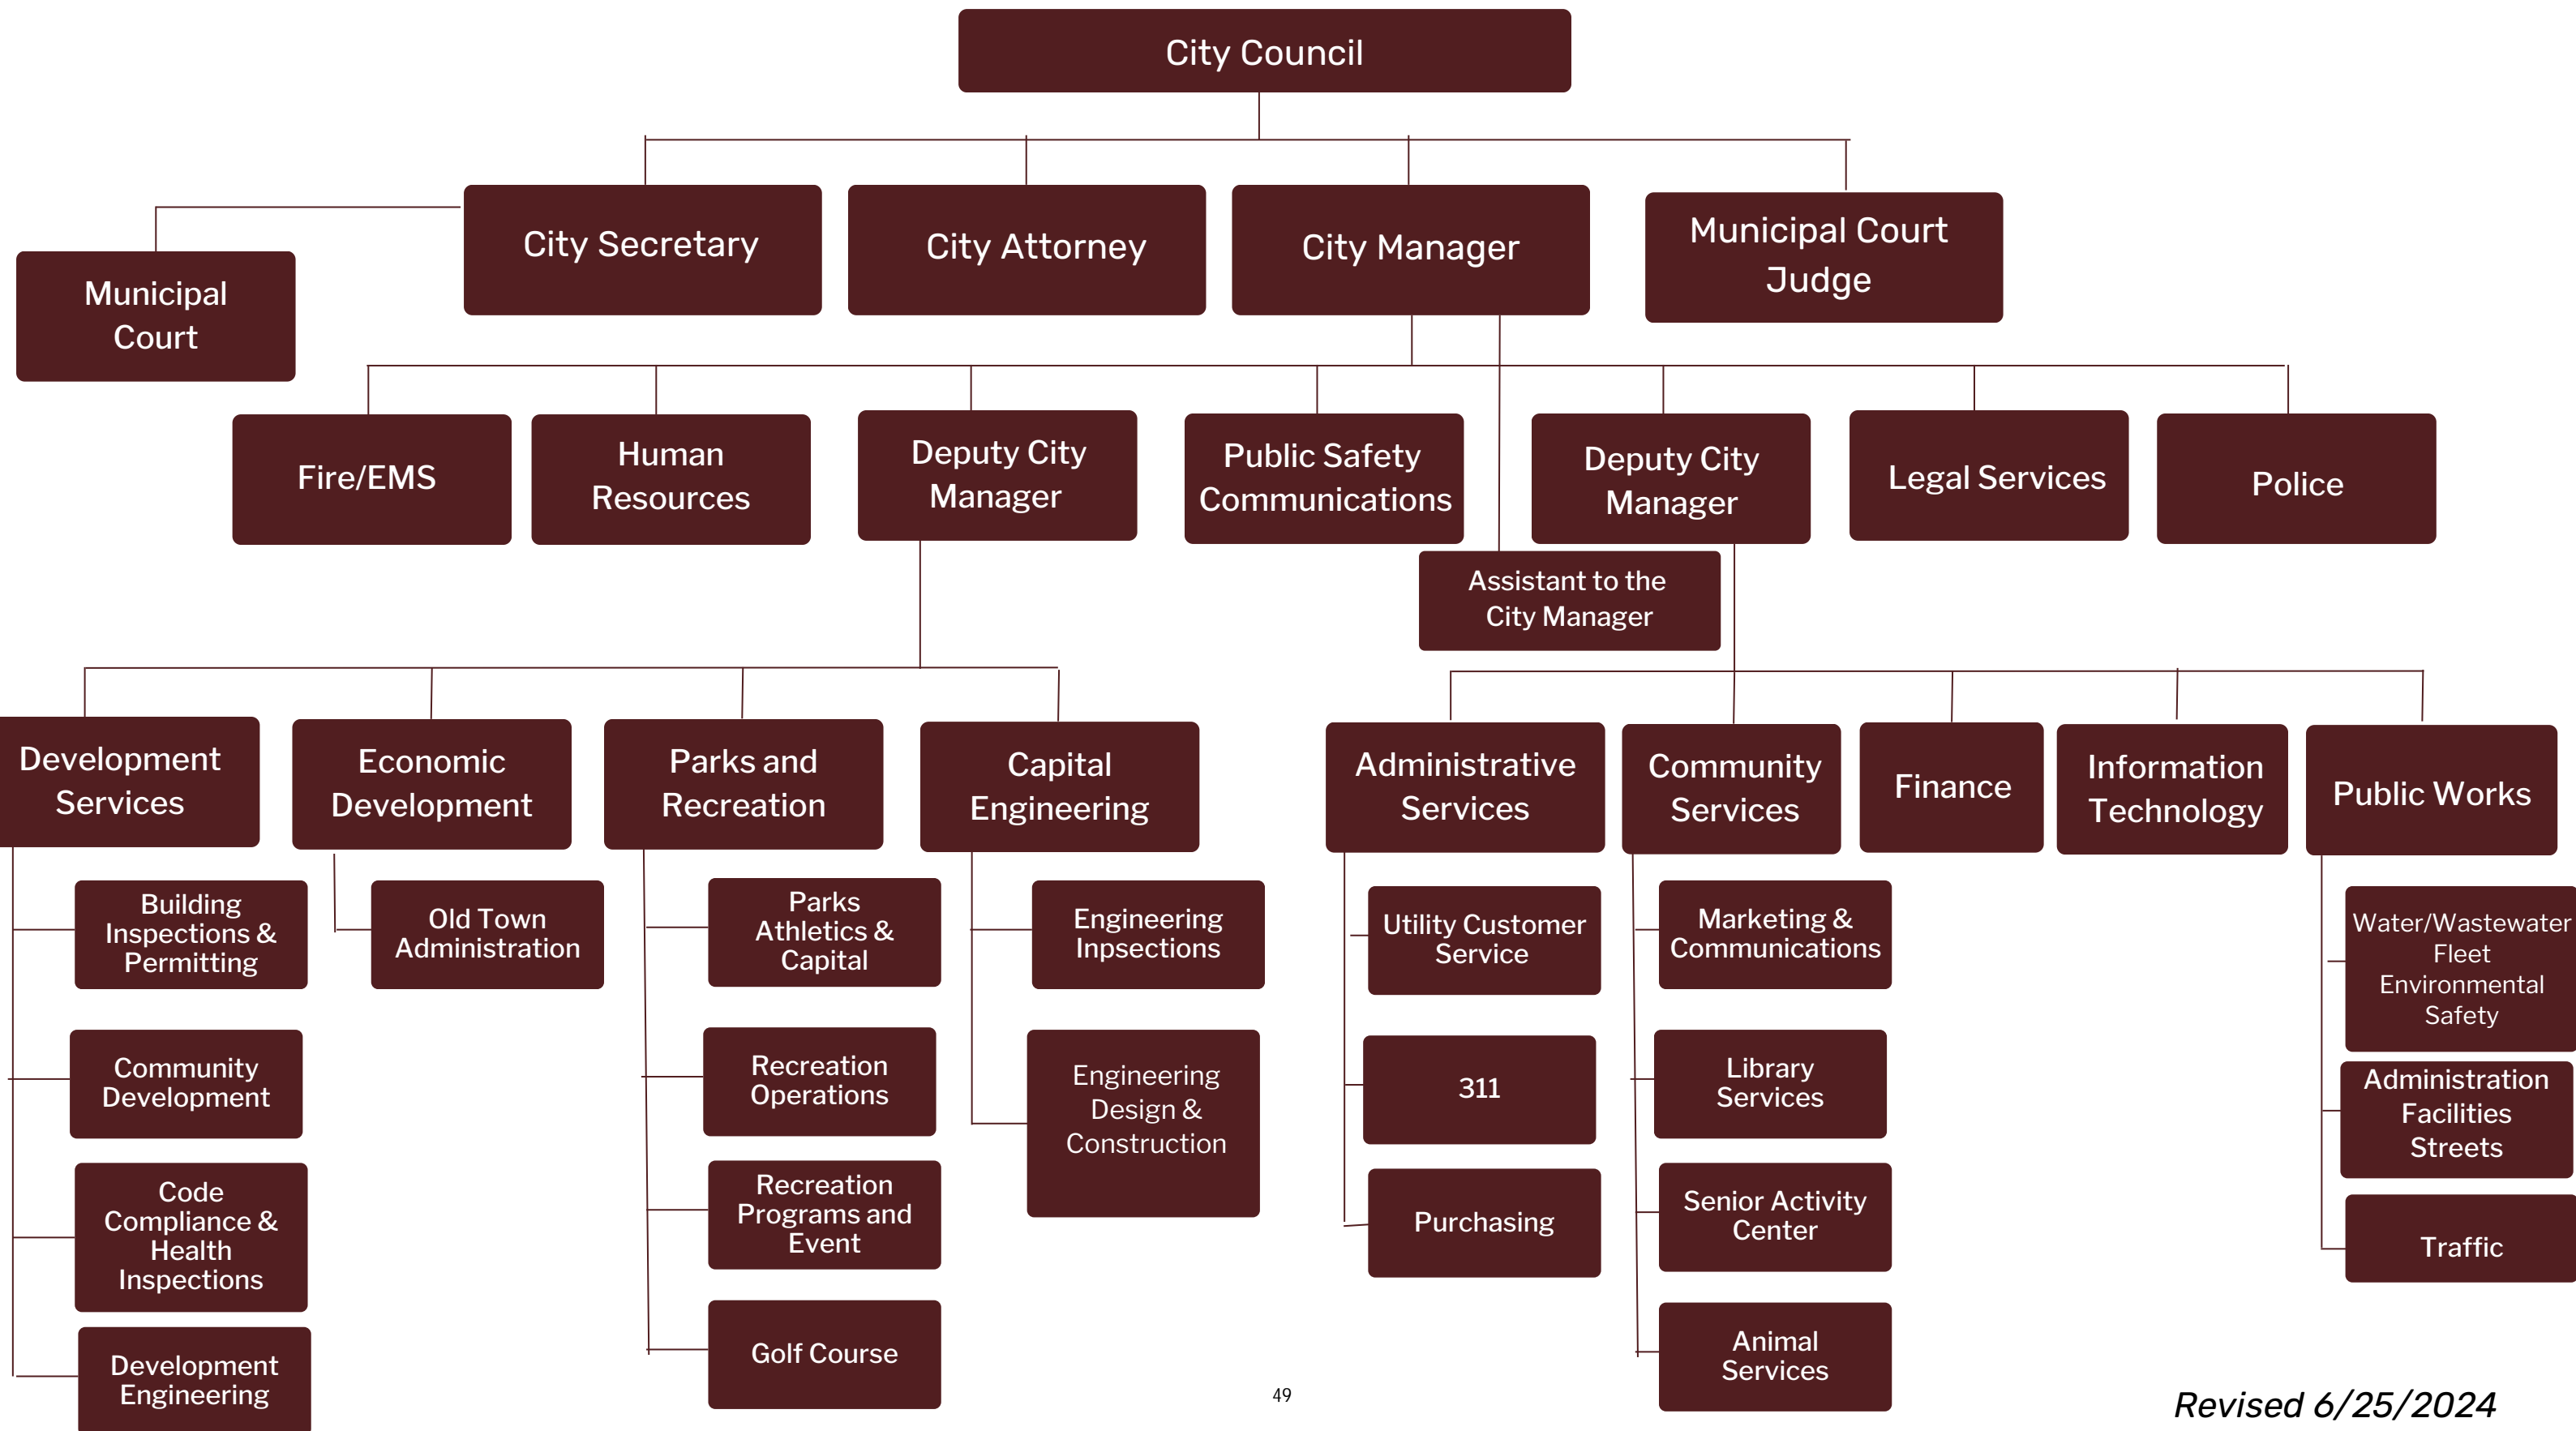 City Council
City Secretary
City Attorney
City Manager
Municipal Court
Judge
Municipal
Court
Fire/EMS
Human
Resources
Deputy City
Manager
Public Safety
Communications
Deputy City
Manager
Legal Services
Police
Assistant to the
City Manager
Development
Services
Economic
Development
Parks and
Recreation
Capital
Engineering
Administrative
Services
Community
Services
Finance
Information
Technology
Public Works
Building
Inspections &
Permitting
Community
Development
Code
Compliance &
Health
Inspections
Development
Engineering
Old Town
Administration
Parks
Athletics &
Capital
Recreation
Operations
Recreation
Programs and
Event
Golf Course
Engineering
Inpsections
Engineering
Design &
Construction
Utility Customer
Service
311
Purchasing
Marketing &
Communications
Library
Services
Senior Activity
Center
Animal
Services
Water/Wastewater
Fleet
Environmental
Safety
Administration
Facilities
Streets
Traffic
49
Revised 6/25/2024